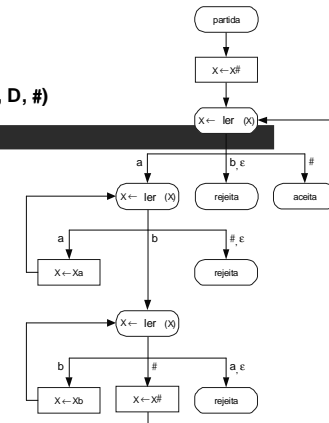 partida
X ← X#
, D, #)
X ← ler (X)
a
b, ε
#
X ← ler (X)
rejeita
aceita
a
b
#, ε
X ← Xa
rejeita
X ← ler (X)
b
#
a, ε
X ← Xb
X ← X#
rejeita